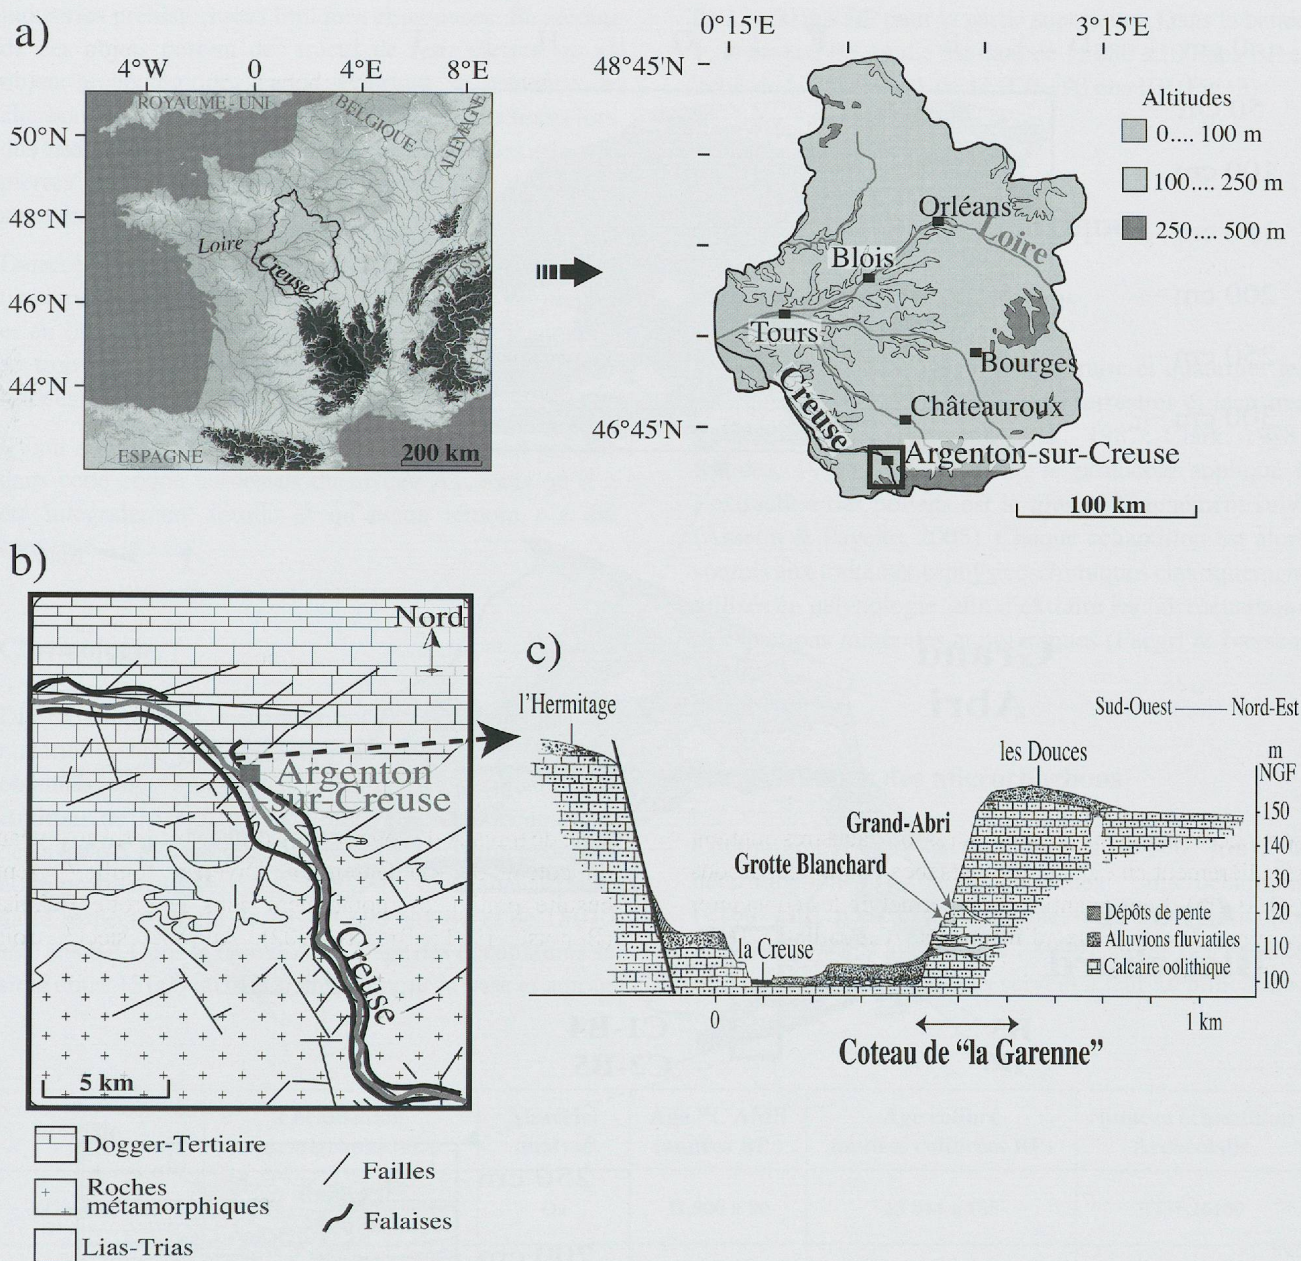 a)
4°W 0 4°E 8°E
50°N
48°N
46°N
44°N
ROYAUME-UNI
BELGIQUE
ALLEMAGNE
Loire
Creuse
ESPAGNE
200 km
0°15'E 3°15'E
48°45'N
46°45'N
Orléans
Loire
Blois
Tours
Bourges
Creuse
Châteauroux
Argenton-sur-Creuse
100 km
Altitudes
0.... 100 m
100.... 250 m
250.... 500 m
b)
Nord
Argenton
sur-Creuse
Creuse
5 km
Dogger-Tertiaire
Roches
métamorphiques
Lias-Trias
Failles
Falaises
c)
l'Hermitage
Sud-Ouest Nord-Est
les Douces
m
NGF
150
140
130
120
110
100
Grand-Abri
Grotte Blanchard
la Creuse
Dépôts de pente
Alluvions fluviatiles
Calcaire oolithique
0 1 km
Coteau de "la Garenne"